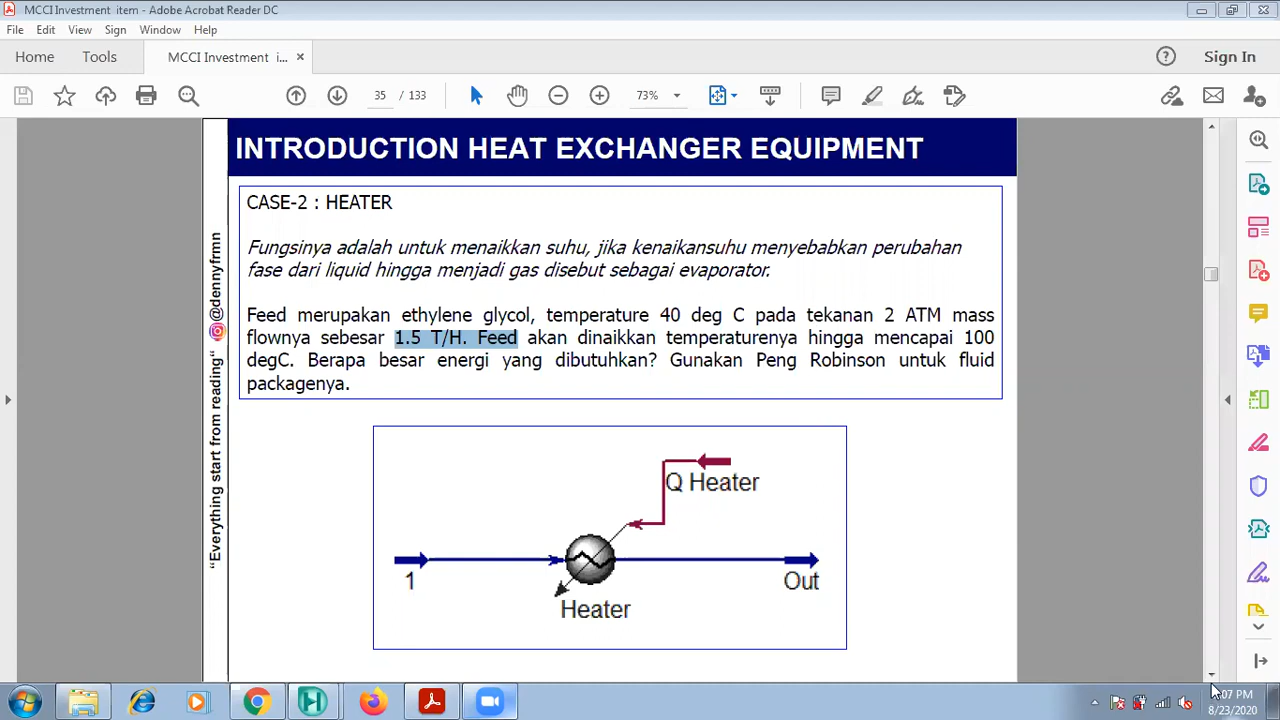 MCCI Investment item - Adobe Acrobat Reader DC
File Edit View Sign Window Help
Home Tools MCCI Investment i... × Sign In
35 / 133 73%
INTRODUCTION HEAT EXCHANGER EQUIPMENT
CASE-2 : HEATER
Fungsinya adalah untuk menaikkan suhu, jika kenaikansuhu menyebabkan perubahan
fase dari liquid hingga menjadi gas disebut sebagai evaporator.
Feed merupakan ethylene glycol, temperature 40 deg C pada tekanan 2 ATM mass
flownya sebesar 1.5 T/H. Feed akan dinaikkan temperaturenya hingga mencapai 100
degC. Berapa besar energi yang dibutuhkan? Gunakan Peng Robinson untuk fluid
packagenya.
"Everything start from reading" @dennyfrmn
Q Heater
1
Out
Heater
:07 PM
8/23/2020